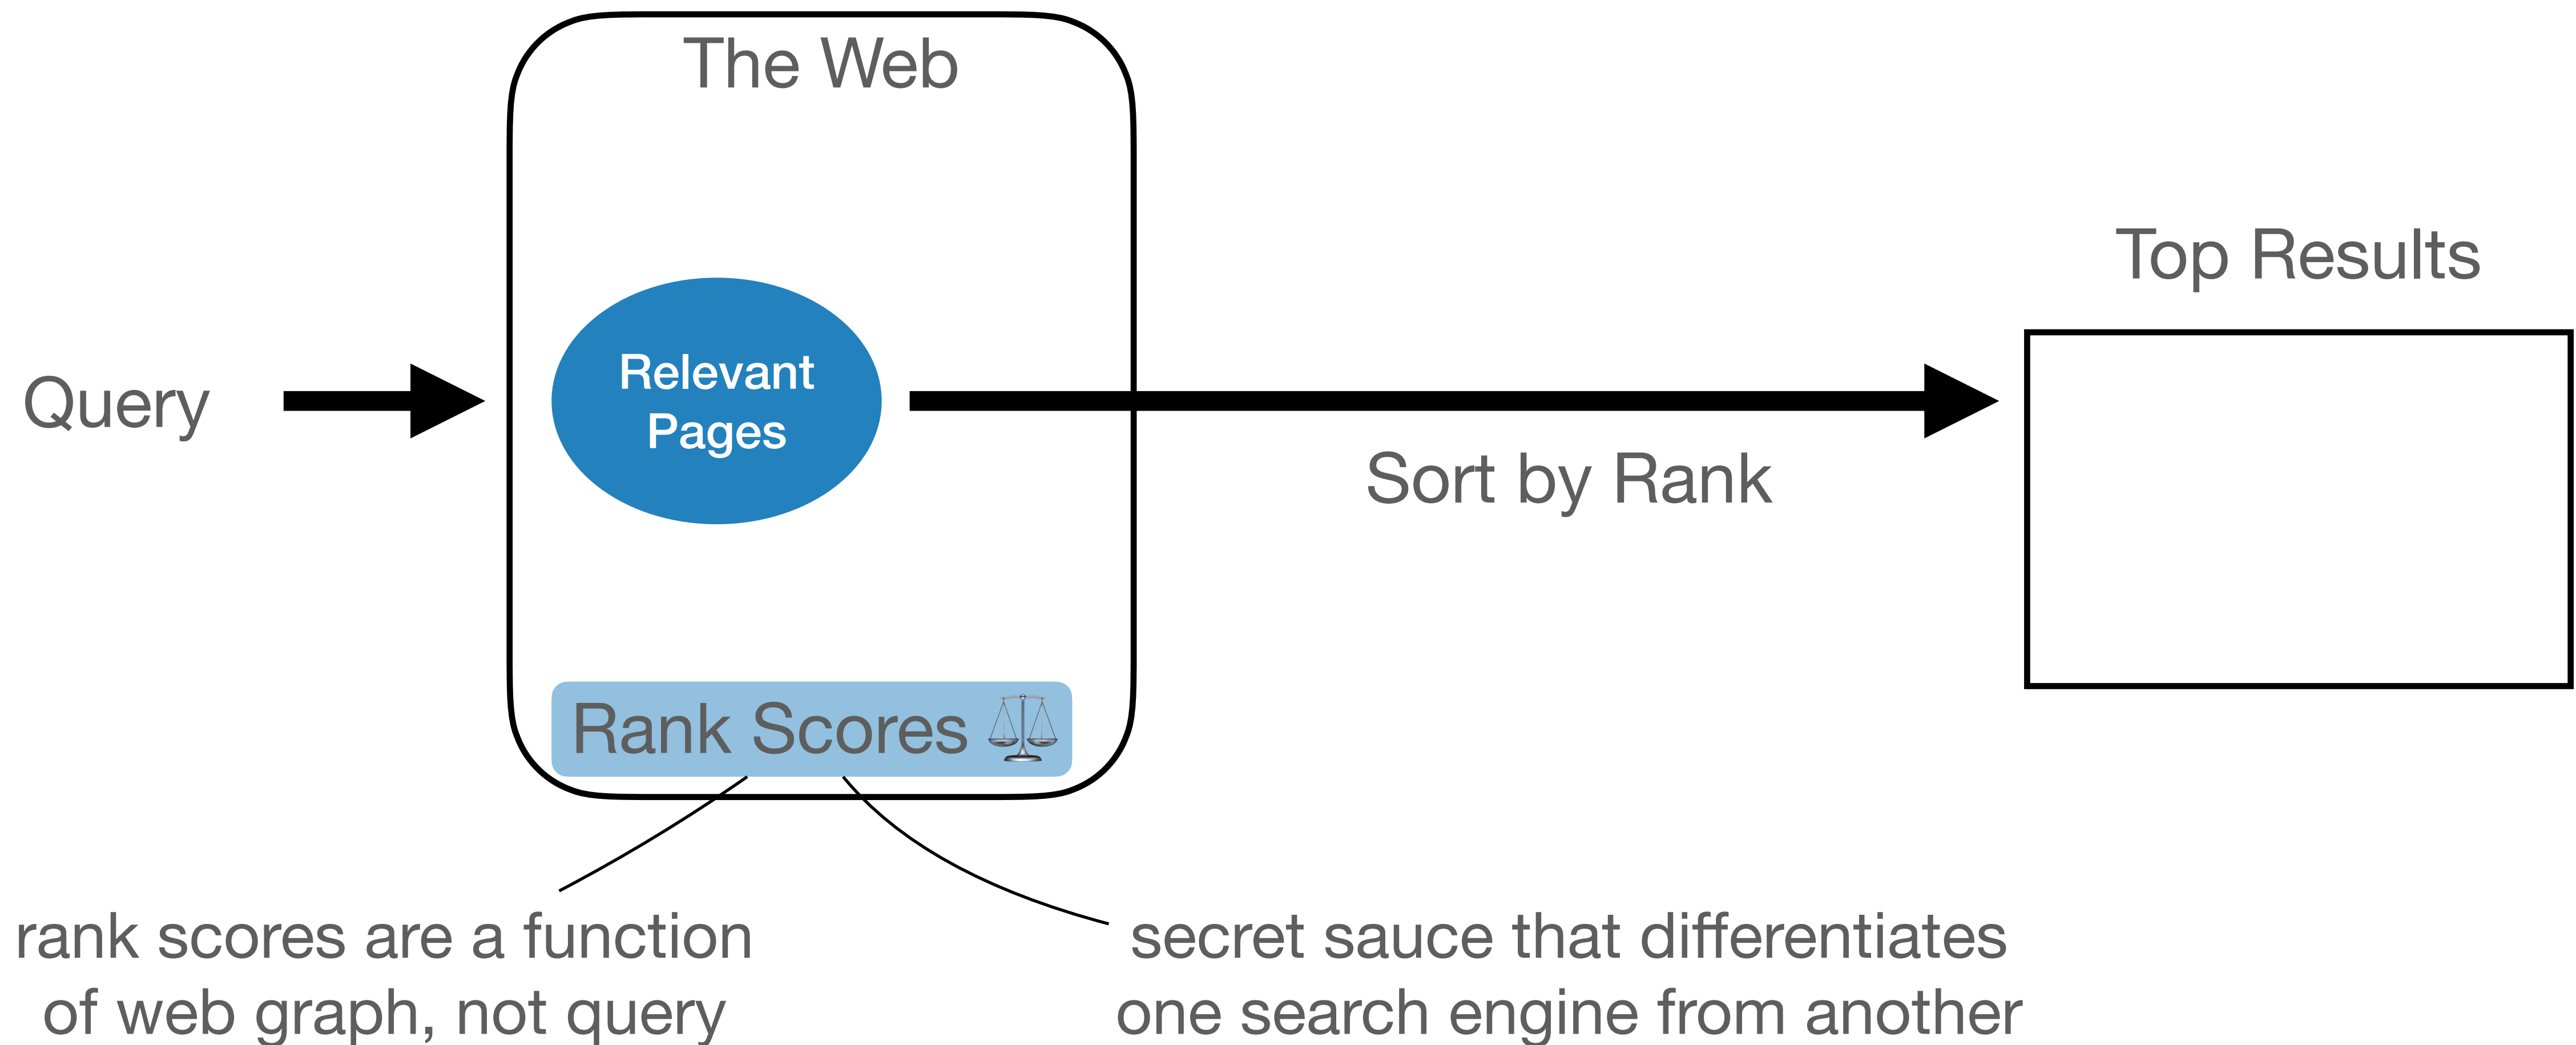 The Web
Query
Relevant
Pages
Sort by Rank
Top Results
Rank Scores
rank scores are a function
of web graph, not query
secret sauce that differentiates
one search engine from another